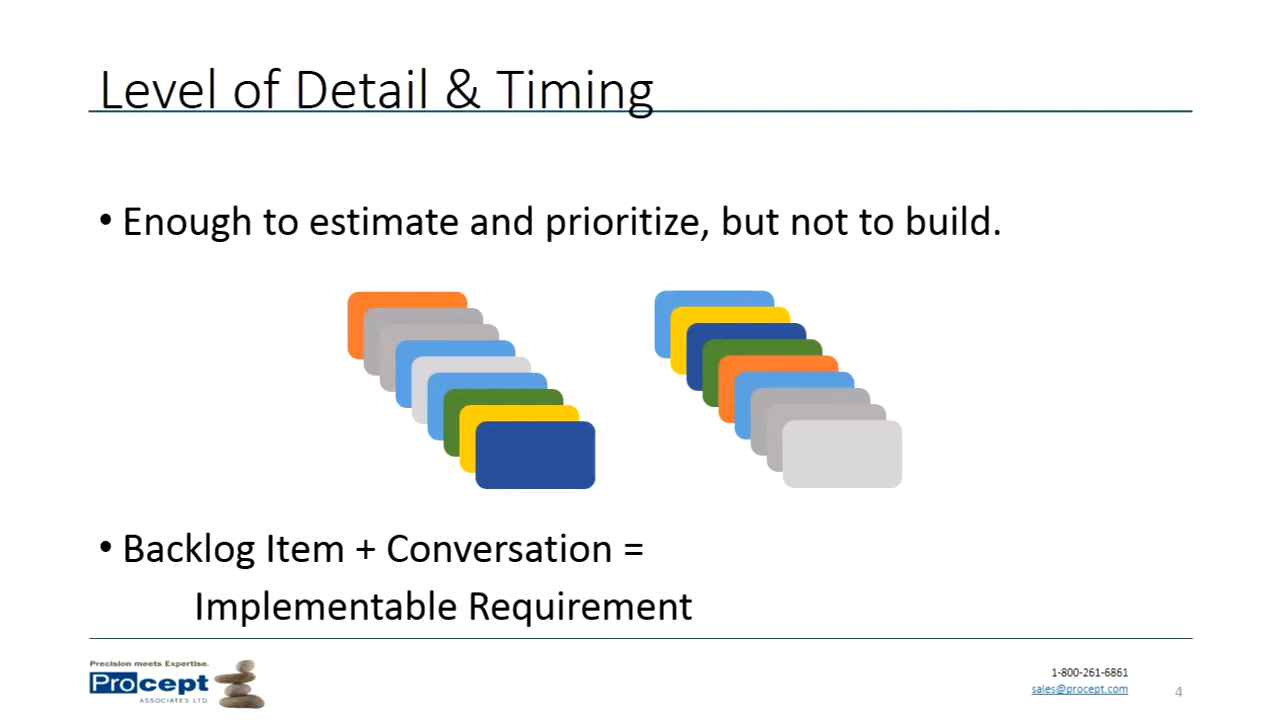 Level of Detail & Timing
• Enough to estimate and prioritize, but not to build.
• Backlog Item + Conversation =
Implementable Requirement
Precision meets Expertise.
Procept
ASSOCIATES LTD.
1-800-261-6861
sales@procept.com
4